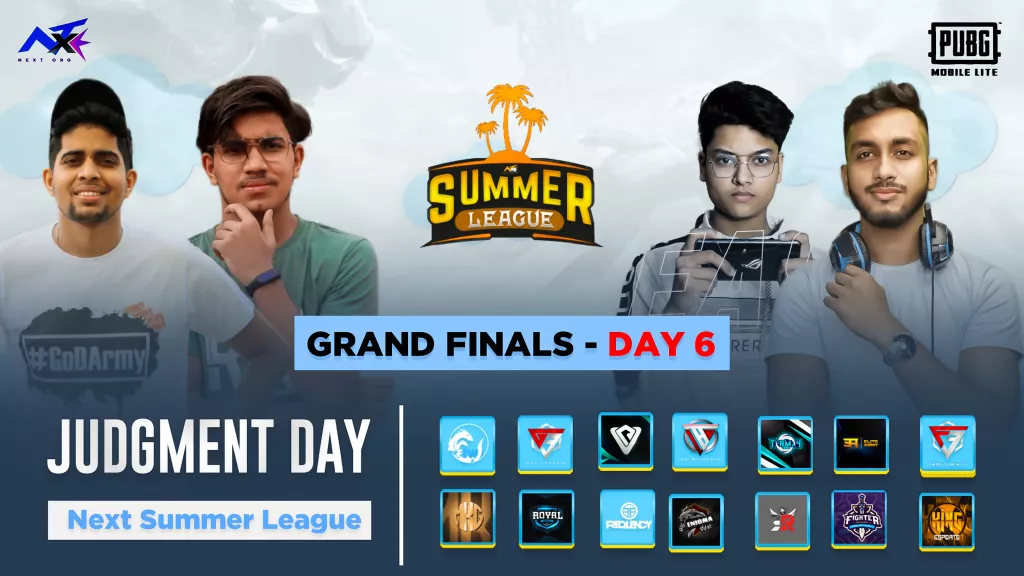 NEXT ORG
PUBG
MOBILE LITE
SUMMER
LEAGUE
#GoDArmy
GRAND FINALS - DAY 6
JUDGMENT DAY
Next Summer League
ROYAL
FREQUENCY
ENIGMA
FIGHTER
ESPORTS